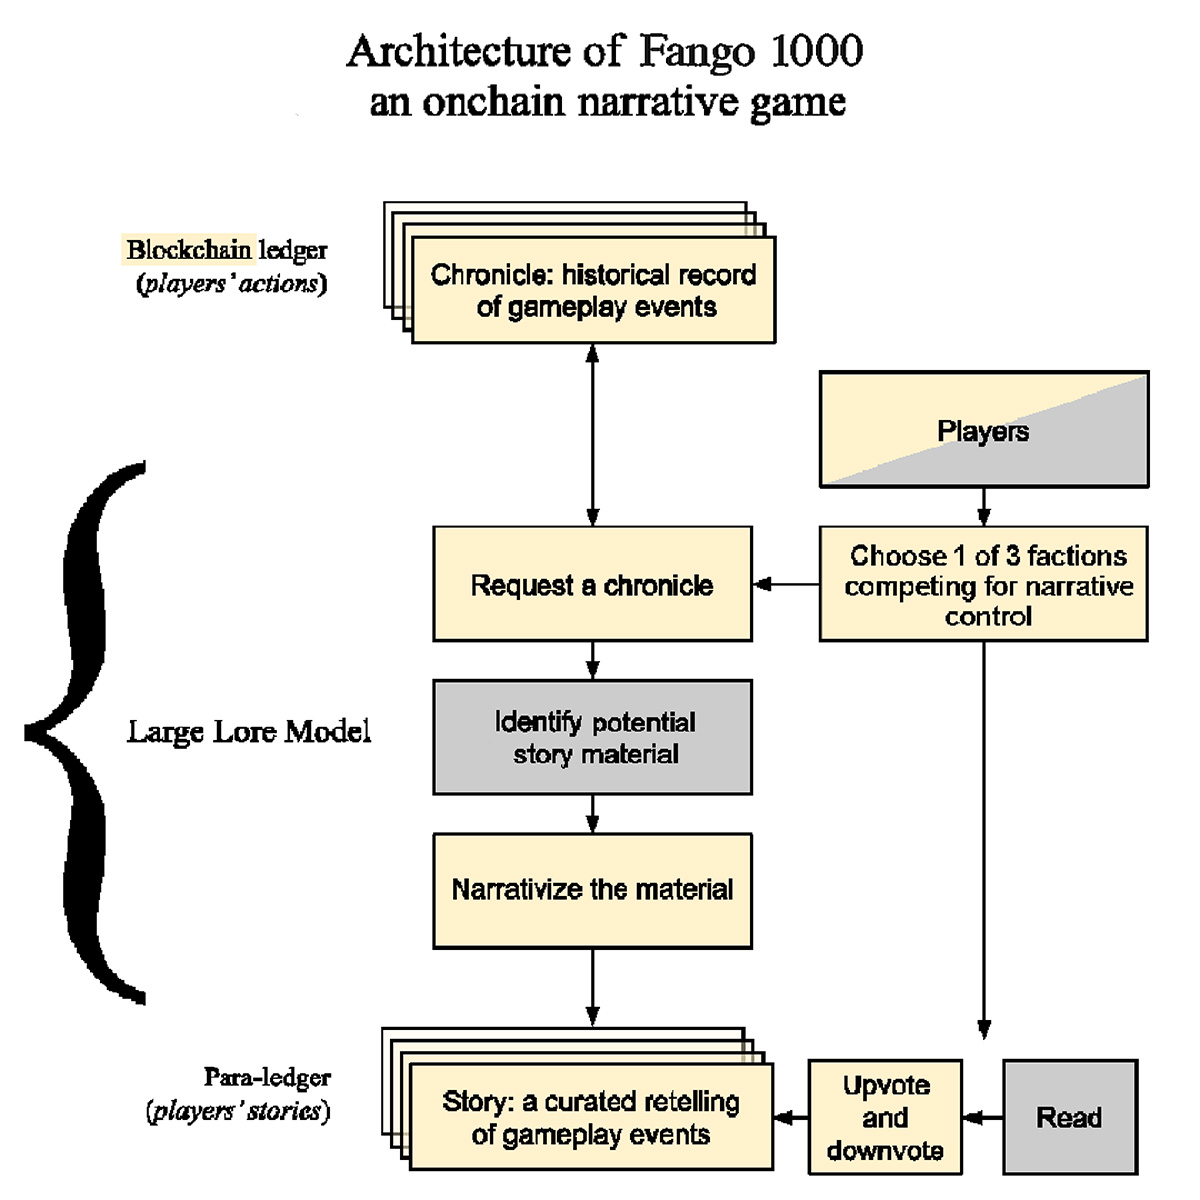 Architecture of Fango 1000
an onchain narrative game
Blockchain ledger
(players' actions)
Chronicle: historical record
of gameplay events
Players
Request a chronicle
Choose 1 of 3 factions
competing for narrative
control
Identify potential
story material
Large Lore Model
Narrativize the material
Para-ledger
(players' stories)
Story: a curated retelling
of gameplay events
Upvote
and
downvote
Read